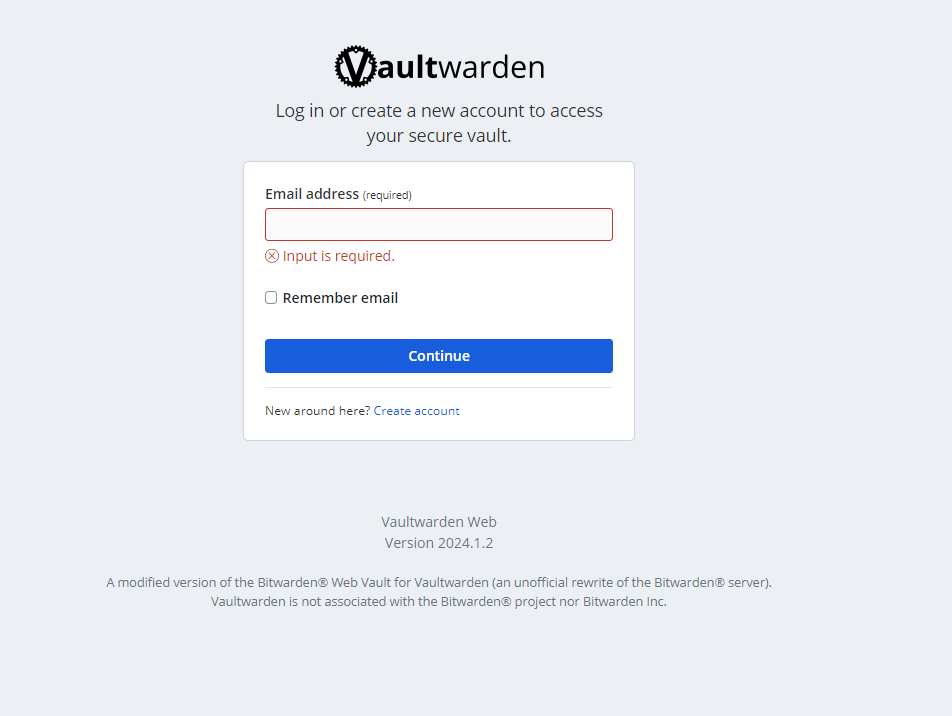 Vaultwarden
Log in or create a new account to access
your secure vault.
Email address (required)
Input is required.
Remember email
Continue
New around here? Create account
Vaultwarden Web
Version 2024.1.2
A modified version of the Bitwarden® Web Vault for Vaultwarden (an unofficial rewrite of the Bitwarden® server).
Vaultwarden is not associated with the Bitwarden® project nor Bitwarden Inc.